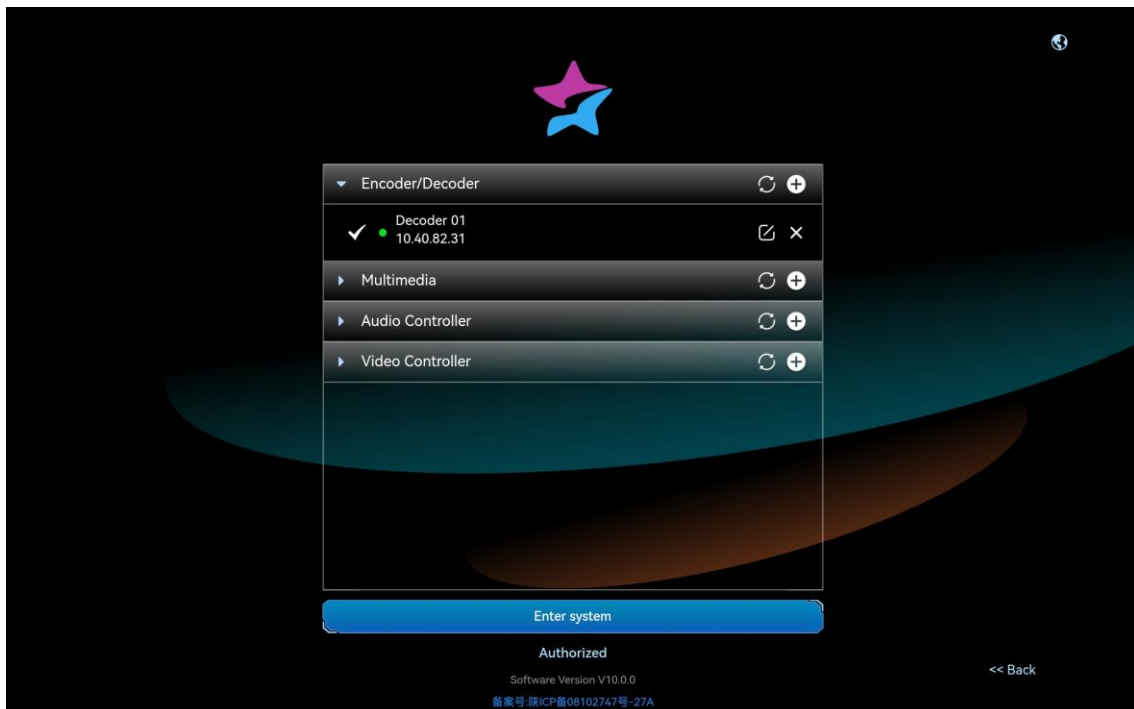 Encoder/Decoder
Decoder 01
10.40.82.31
Multimedia
Audio Controller
Video Controller
Enter system
Authorized
<< Back
Software Version V10.0.0
备案号:陕ICP备08102747号-27A